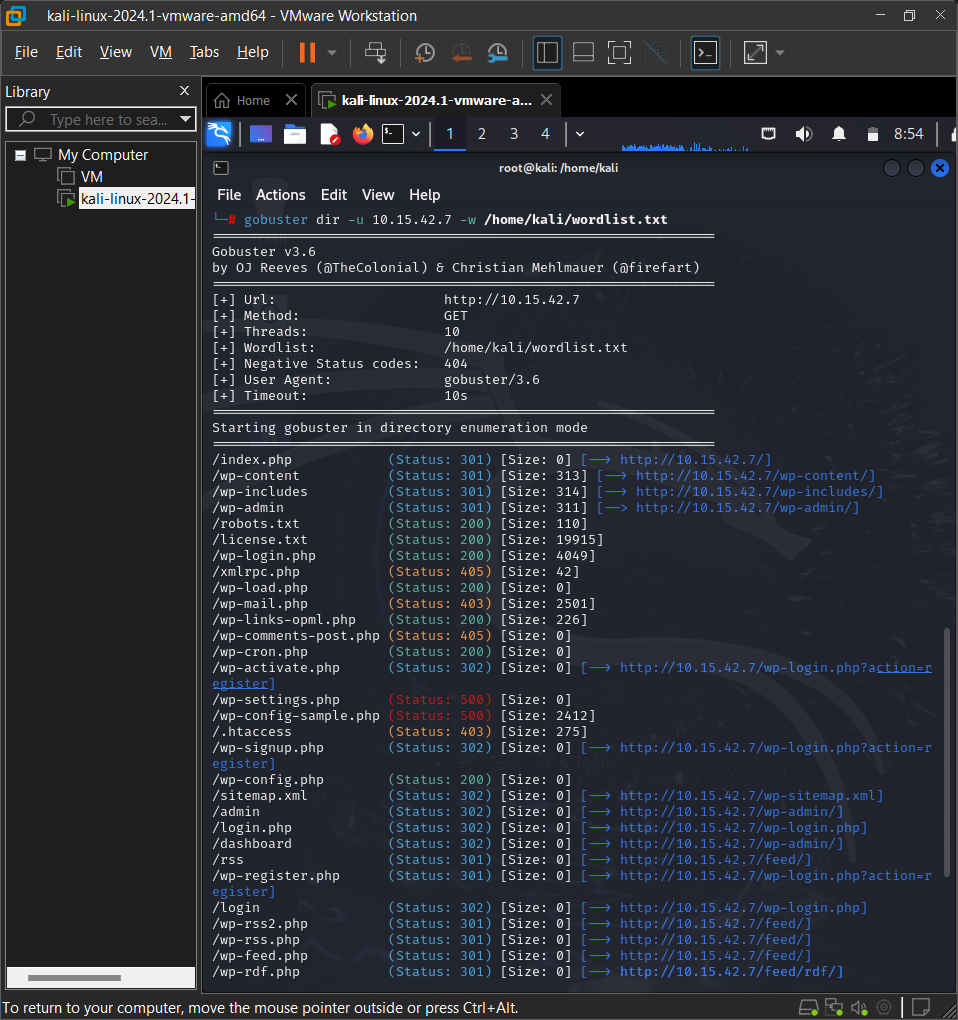 kali-linux-2024.1-vmware-amd64 - VMware Workstation
File Edit View VM Tabs Help
Library
Type here to sea...
My Computer
VM
kali-linux-2024.1-
Home
kali-linux-2024.1-vmware-a...
1 2 3 4
8:54
root@kali: /home/kali
File Actions Edit View Help
└─# gobuster dir -u 10.15.42.7 -w /home/kali/wordlist.txt
===============================================================
Gobuster v3.6
by OJ Reeves (@TheColonial) & Christian Mehlmauer (@firefart)
===============================================================
[+] Url: http://10.15.42.7
[+] Method: GET
[+] Threads: 10
[+] Wordlist: /home/kali/wordlist.txt
[+] Negative Status codes: 404
[+] User Agent: gobuster/3.6
[+] Timeout: 10s
===============================================================
Starting gobuster in directory enumeration mode
===============================================================
/index.php (Status: 301) [Size: 0] [--> http://10.15.42.7/]
/wp-content (Status: 301) [Size: 313] [--> http://10.15.42.7/wp-content/]
/wp-includes (Status: 301) [Size: 314] [--> http://10.15.42.7/wp-includes/]
/wp-admin (Status: 301) [Size: 311] [--> http://10.15.42.7/wp-admin/]
/robots.txt (Status: 200) [Size: 110]
/license.txt (Status: 200) [Size: 19915]
/wp-login.php (Status: 200) [Size: 4049]
/xmlrpc.php (Status: 405) [Size: 42]
/wp-load.php (Status: 200) [Size: 0]
/wp-mail.php (Status: 403) [Size: 2501]
/wp-links-opml.php (Status: 200) [Size: 226]
/wp-comments-post.php (Status: 405) [Size: 0]
/wp-cron.php (Status: 200) [Size: 0]
/wp-activate.php (Status: 302) [Size: 0] [--> http://10.15.42.7/wp-login.php?action=r
egister]
/wp-settings.php (Status: 500) [Size: 0]
/wp-config-sample.php (Status: 500) [Size: 2412]
/.htaccess (Status: 403) [Size: 275]
/wp-signup.php (Status: 302) [Size: 0] [--> http://10.15.42.7/wp-login.php?action=r
egister]
/wp-config.php (Status: 200) [Size: 0]
/sitemap.xml (Status: 302) [Size: 0] [--> http://10.15.42.7/wp-sitemap.xml]
/admin (Status: 302) [Size: 0] [--> http://10.15.42.7/wp-admin/]
/login.php (Status: 302) [Size: 0] [--> http://10.15.42.7/wp-login.php]
/dashboard (Status: 302) [Size: 0] [--> http://10.15.42.7/wp-admin/]
/rss (Status: 301) [Size: 0] [--> http://10.15.42.7/feed/]
/wp-register.php (Status: 301) [Size: 0] [--> http://10.15.42.7/wp-login.php?action=r
egister]
/login (Status: 302) [Size: 0] [--> http://10.15.42.7/wp-login.php]
/wp-rss2.php (Status: 301) [Size: 0] [--> http://10.15.42.7/feed/]
/wp-rss.php (Status: 301) [Size: 0] [--> http://10.15.42.7/feed/]
/wp-feed.php (Status: 301) [Size: 0] [--> http://10.15.42.7/feed/]
/wp-rdf.php (Status: 301) [Size: 0] [--> http://10.15.42.7/feed/rdf/]
To return to your computer, move the mouse pointer outside or press Ctrl+Alt.